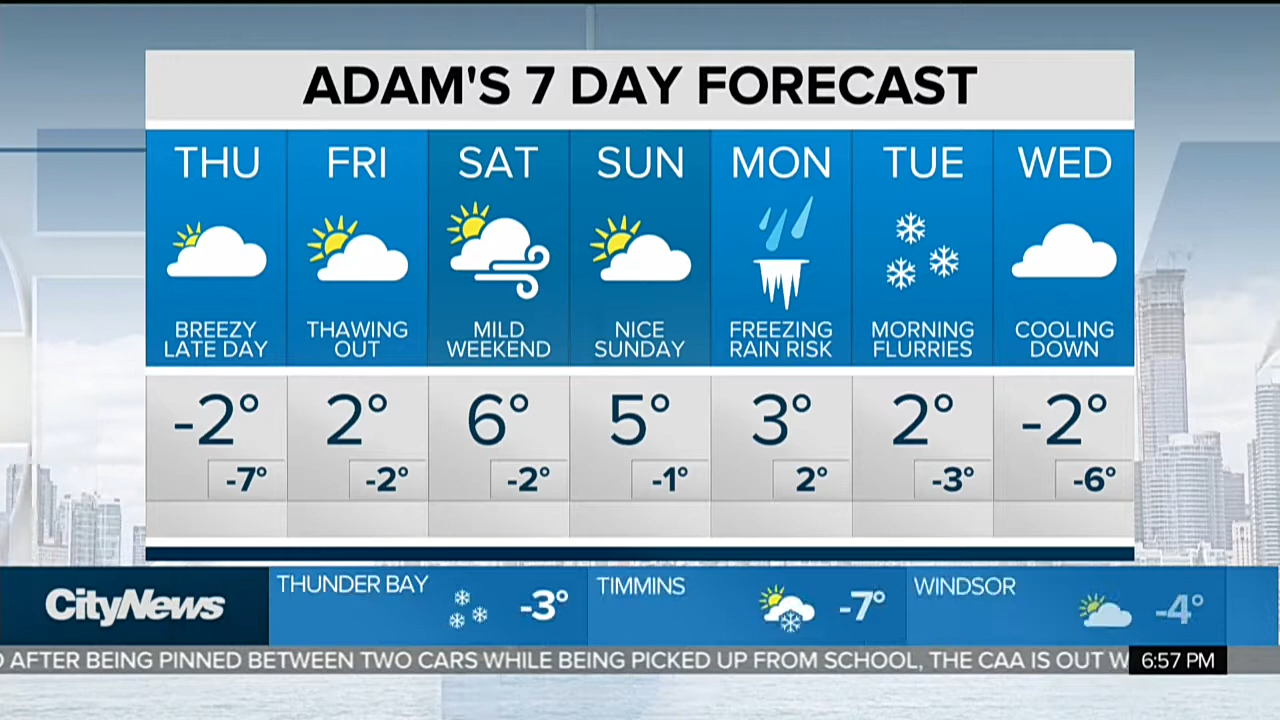 ADAM'S 7 DAY FORECAST
THU FRI SAT SUN MON TUE WED
BREEZY LATE DAY
THAWING OUT
MILD WEEKEND
NICE SUNDAY
FREEZING RAIN RISK
MORNING FLURRIES
COOLING DOWN
-2° 2° 6° 5° 3° 2° -2°
-7° -2° -2° -1° 2° -3° -6°
CityNews
THUNDER BAY -3°
TIMMINS -7°
WINDSOR -4°
AFTER BEING PINNED BETWEEN TWO CARS WHILE BEING PICKED UP FROM SCHOOL, THE CAA IS OUT W
6:57 PM